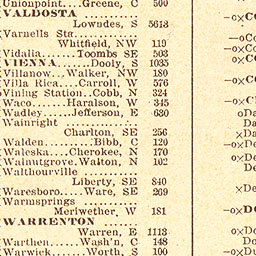 Unionpoint....Greene, C 500
VALDOSTA ..............
Lowndes, S 5613
Varnells Sta...........
Whitfield, NW 119
Vidalia......Toombs SE 503
VIENNA......Dooly, S 1035
Villanow...Walker, NW 180
Villa Rica....Carroll, W 576
Vining Station.Cobb, N 324
Waco.......Haralson, W 345
Wadley.....Jefferson, E 630
Wainright ..............
Charlton, SE 256
Walden........Bibb, C 120
Waleska....Cherokee, N 170
Walnutgrove.Walton, N 102
Walthourville ..........
Liberty, SE 840
Waresboro....Ware, SE 269
Warmsprings ..........
Meriwether, W 181
WARRENTON ........
Warren, E 1113
Warthen......Wash'n, C 148
Warwick......Worth, S 100